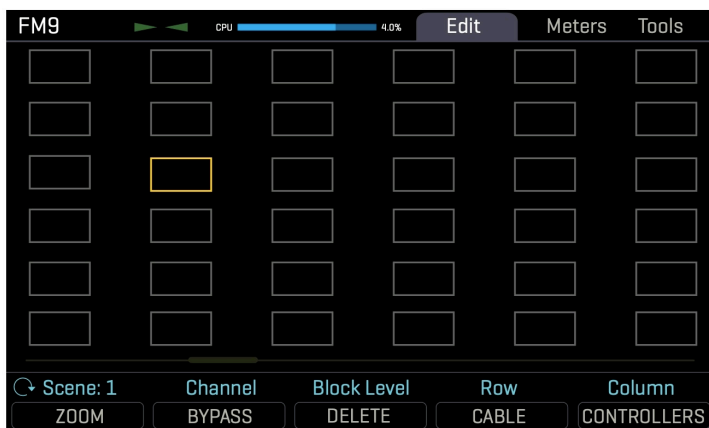 FM9 CPU 4.0% Edit Meters Tools
Scene: 1 Channel Block Level Row Column
ZOOM BYPASS DELETE CABLE CONTROLLERS